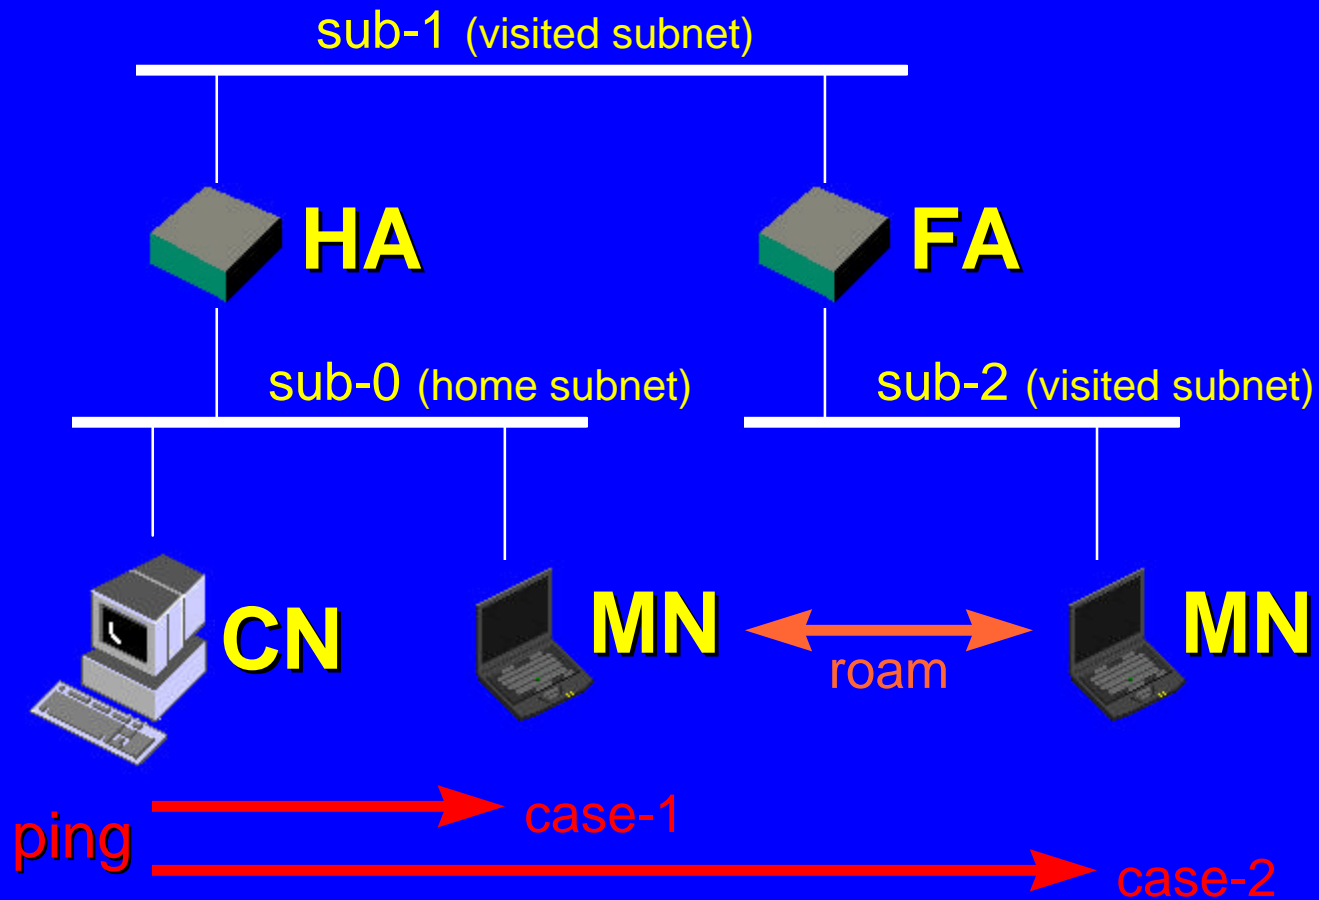 sub-1 (visited subnet)
HA
FA
sub-0 (home subnet)
sub-2 (visited subnet)
CN
MN
roam
MN
ping
case-1
case-2